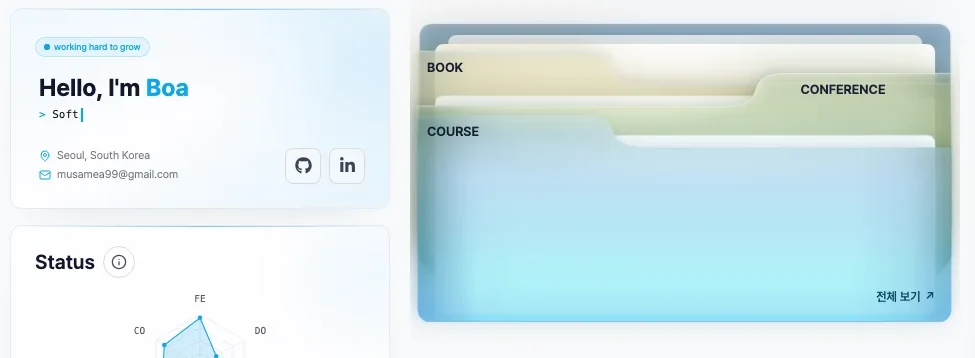 working hard to grow
Hello, I'm Boa
> Soft
Seoul, South Korea
musamea99@gmail.com
in
Status
FE
CO
DO
BOOK
CONFERENCE
COURSE
전체 보기 ↗